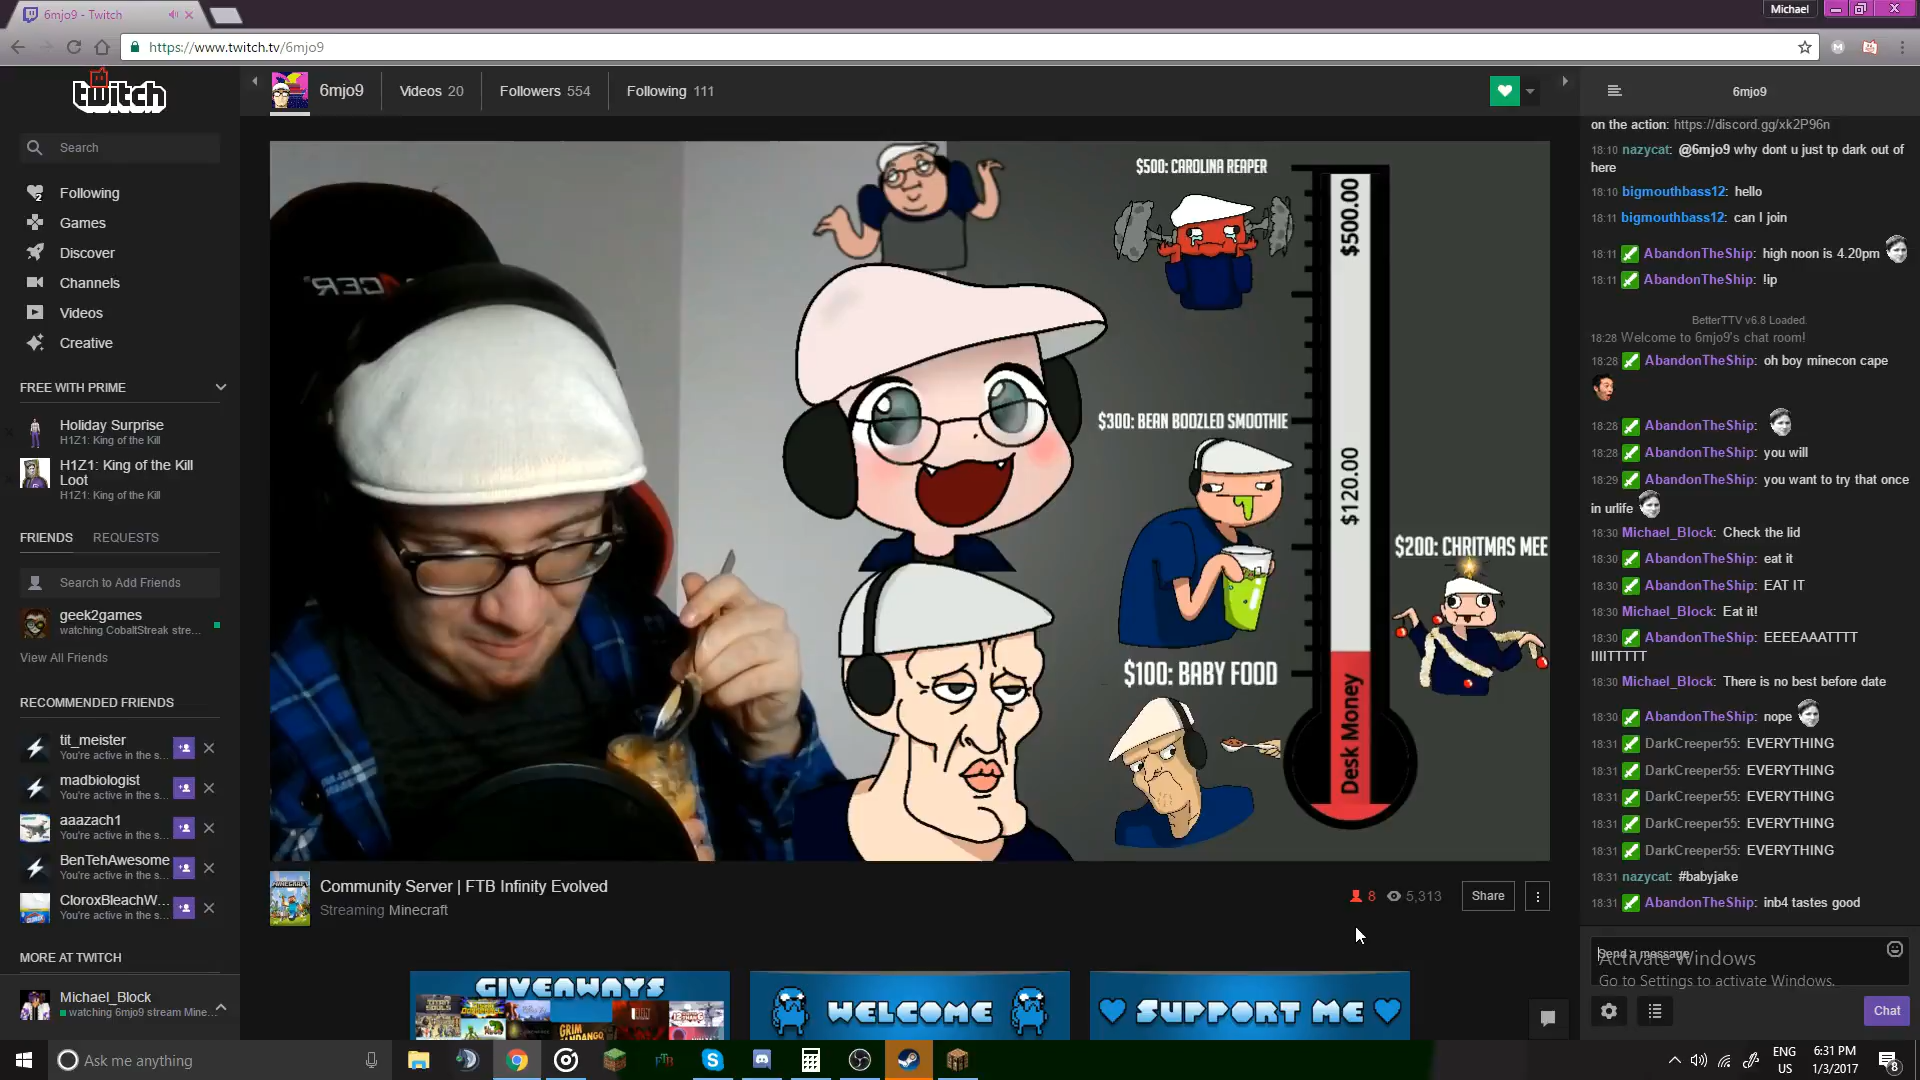 6mjo9 - Twitch
Michael
https://www.twitch.tv/6mjo9
twitch
Search
Following
Games
Discover
Channels
Videos
Creative
FREE WITH PRIME
Holiday Surprise
H1Z1: King of the Kill
H1Z1: King of the Kill
Loot
H1Z1: King of the Kill
FRIENDS REQUESTS
Search to Add Friends
geek2games
watching CobaltStreak stre...
View All Friends
RECOMMENDED FRIENDS
tit_meister
You're active in the s...
madbiologist
You're active in the s...
aaazach1
You're active in the s...
BenTehAwesome
You're active in the s...
CloroxBleachW...
You're active in the s...
MORE AT TWITCH
Michael_Block
watching 6mjo9 stream Mine...
6mjo9 Videos 20 Followers 554 Following 111
$500: CAROLINA REAPER
$500.00
$300: BEAN BOOZLED SMOOTHIE
$120.00
$200: CHRITMAS MEE
$100: BABY FOOD
Desk Money
Community Server | FTB Infinity Evolved
Streaming Minecraft
8 5,313 Share
GIVEAWAYS
GRIM
FANDANGO
WELCOME
SUPPORT ME
6mjo9
on the action: https://discord.gg/xk2P96n
18:10 nazycat: @6mjo9 why dont u just tp dark out of
here
18:10 bigmouthbass12: hello
18:11 bigmouthbass12: can I join
18:11 AbandonTheShip: high noon is 4.20pm
18:11 AbandonTheShip: !ip
BetterTTV v6.8 Loaded.
18:28 Welcome to 6mjo9's chat room!
18:28 AbandonTheShip: oh boy minecon cape
18:28 AbandonTheShip:
18:28 AbandonTheShip: you will
18:29 AbandonTheShip: you want to try that once
in urlife
18:30 Michael_Block: Check the lid
18:30 AbandonTheShip: eat it
18:30 AbandonTheShip: EAT IT
18:30 Michael_Block: Eat it!
18:30 AbandonTheShip: EEEEAAATTTT
IIIITTTTT
18:30 Michael_Block: There is no best before date
18:30 AbandonTheShip: nope
18:31 DarkCreeper55: EVERYTHING
18:31 DarkCreeper55: EVERYTHING
18:31 DarkCreeper55: EVERYTHING
18:31 DarkCreeper55: EVERYTHING
18:31 DarkCreeper55: EVERYTHING
18:31 nazycat: #babyjake
18:31 AbandonTheShip: inb4 tastes good
Send a message
Activate Windows
Go to Settings to activate Windows.
Chat
Ask me anything
FTB
ENG
US
6:31 PM
1/3/2017
8